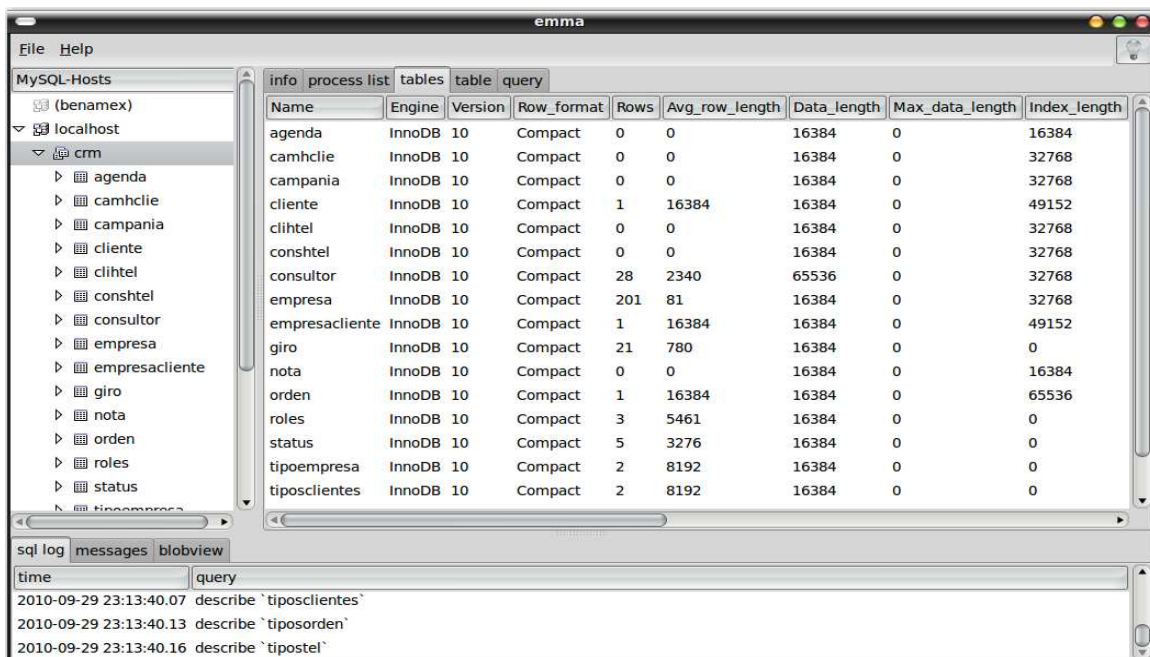 emma
File Help
MySQL-Hosts
(benamex)
localhost
crm
agenda
camhclie
campania
cliente
clihtel
conshtel
consultor
empresa
empresacliente
giro
nota
orden
roles
status
tipoempresa
info process list tables table query
Name Engine Version Row_format Rows Avg_row_length Data_length Max_data_length Index_length
agenda InnoDB 10 Compact 0 0 16384 0 16384
camhclie InnoDB 10 Compact 0 0 16384 0 32768
campania InnoDB 10 Compact 0 0 16384 0 32768
cliente InnoDB 10 Compact 1 16384 16384 0 49152
clihtel InnoDB 10 Compact 0 0 16384 0 32768
conshtel InnoDB 10 Compact 0 0 16384 0 32768
consultor InnoDB 10 Compact 28 2340 65536 0 32768
empresa InnoDB 10 Compact 201 81 16384 0 32768
empresacliente InnoDB 10 Compact 1 16384 16384 0 49152
giro InnoDB 10 Compact 21 780 16384 0 0
nota InnoDB 10 Compact 0 0 16384 0 16384
orden InnoDB 10 Compact 1 16384 16384 0 65536
roles InnoDB 10 Compact 3 5461 16384 0 0
status InnoDB 10 Compact 5 3276 16384 0 0
tipoempresa InnoDB 10 Compact 2 8192 16384 0 0
tiposclientes InnoDB 10 Compact 2 8192 16384 0 0
sql log messages blobview
time query
2010-09-29 23:13:40.07 describe `tiposclientes`
2010-09-29 23:13:40.13 describe `tiposorden`
2010-09-29 23:13:40.16 describe `tipostel`